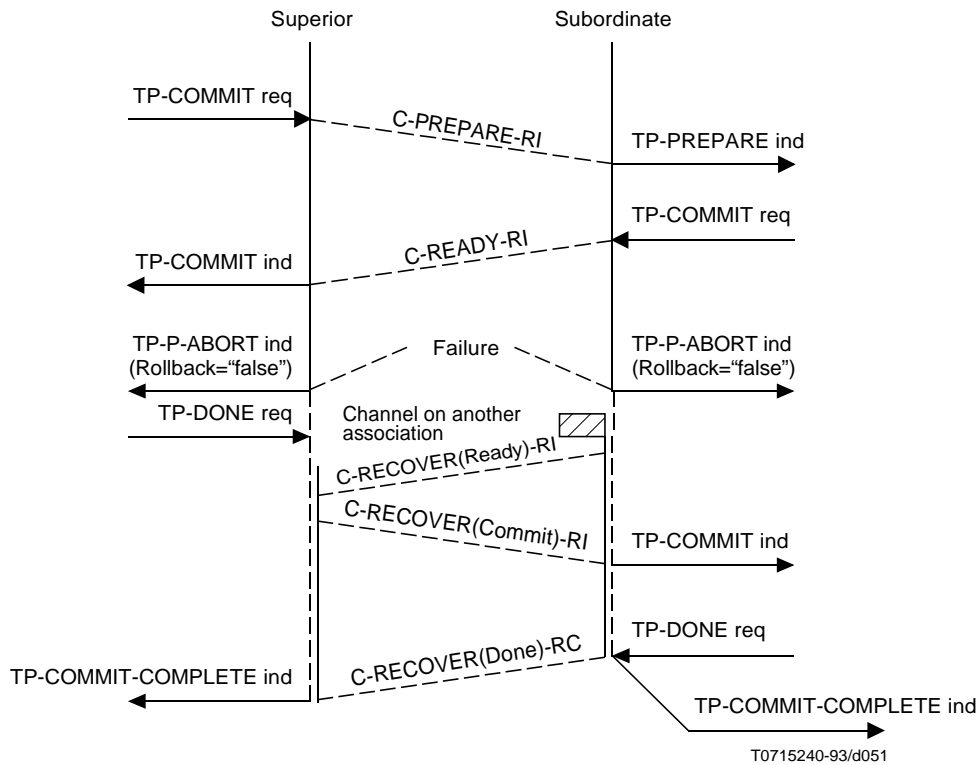 Superior
Subordinate
TP-COMMIT req
C-PREPARE-RI
TP-PREPARE ind
TP-COMMIT req
C-READY-RI
TP-COMMIT ind
TP-P-ABORT ind
(Rollback=“false”)
Failure
TP-P-ABORT ind
(Rollback=“false”)
TP-DONE req
Channel on another
association
C-RECOVER(Ready)-RI
C-RECOVER(Commit)-RI
TP-COMMIT ind
TP-DONE req
C-RECOVER(Done)-RC
TP-COMMIT-COMPLETE ind
TP-COMMIT-COMPLETE ind
T0715240-93/d051